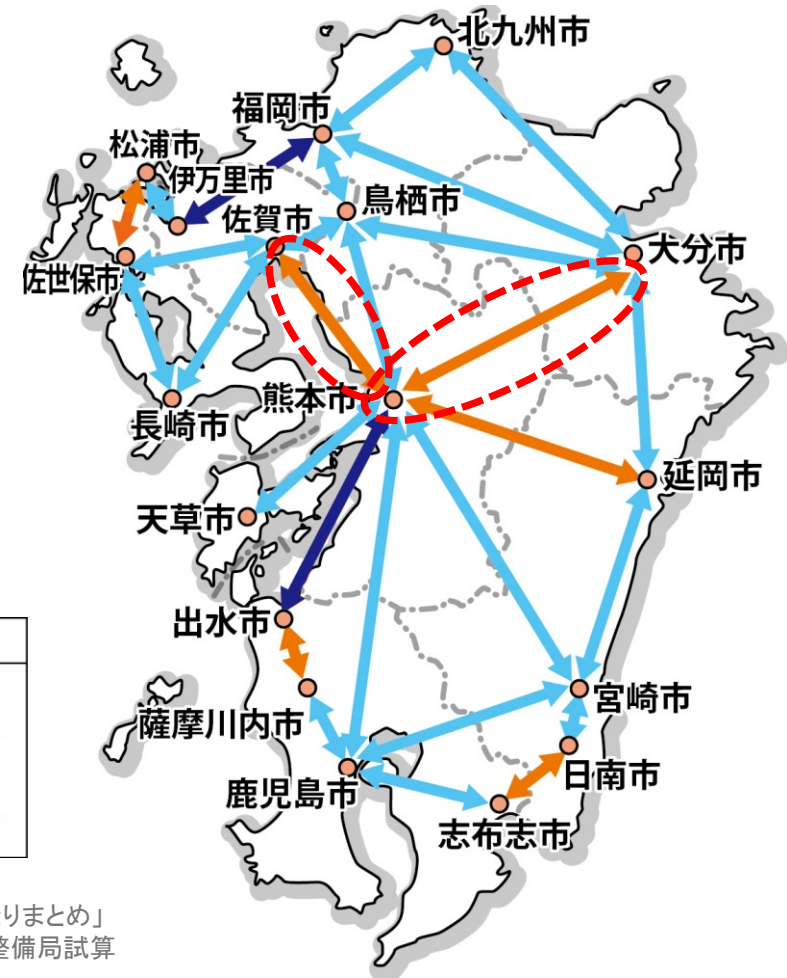 北九州市
福岡市
松浦市
伊万里市
鳥栖市
佐賀市
大分市
佐世保市
熊本市
長崎市
延岡市
天草市
出水市
宮崎市
薩摩川内市
日南市
鹿児島市
志布志市
りまとめ」
整備局試算